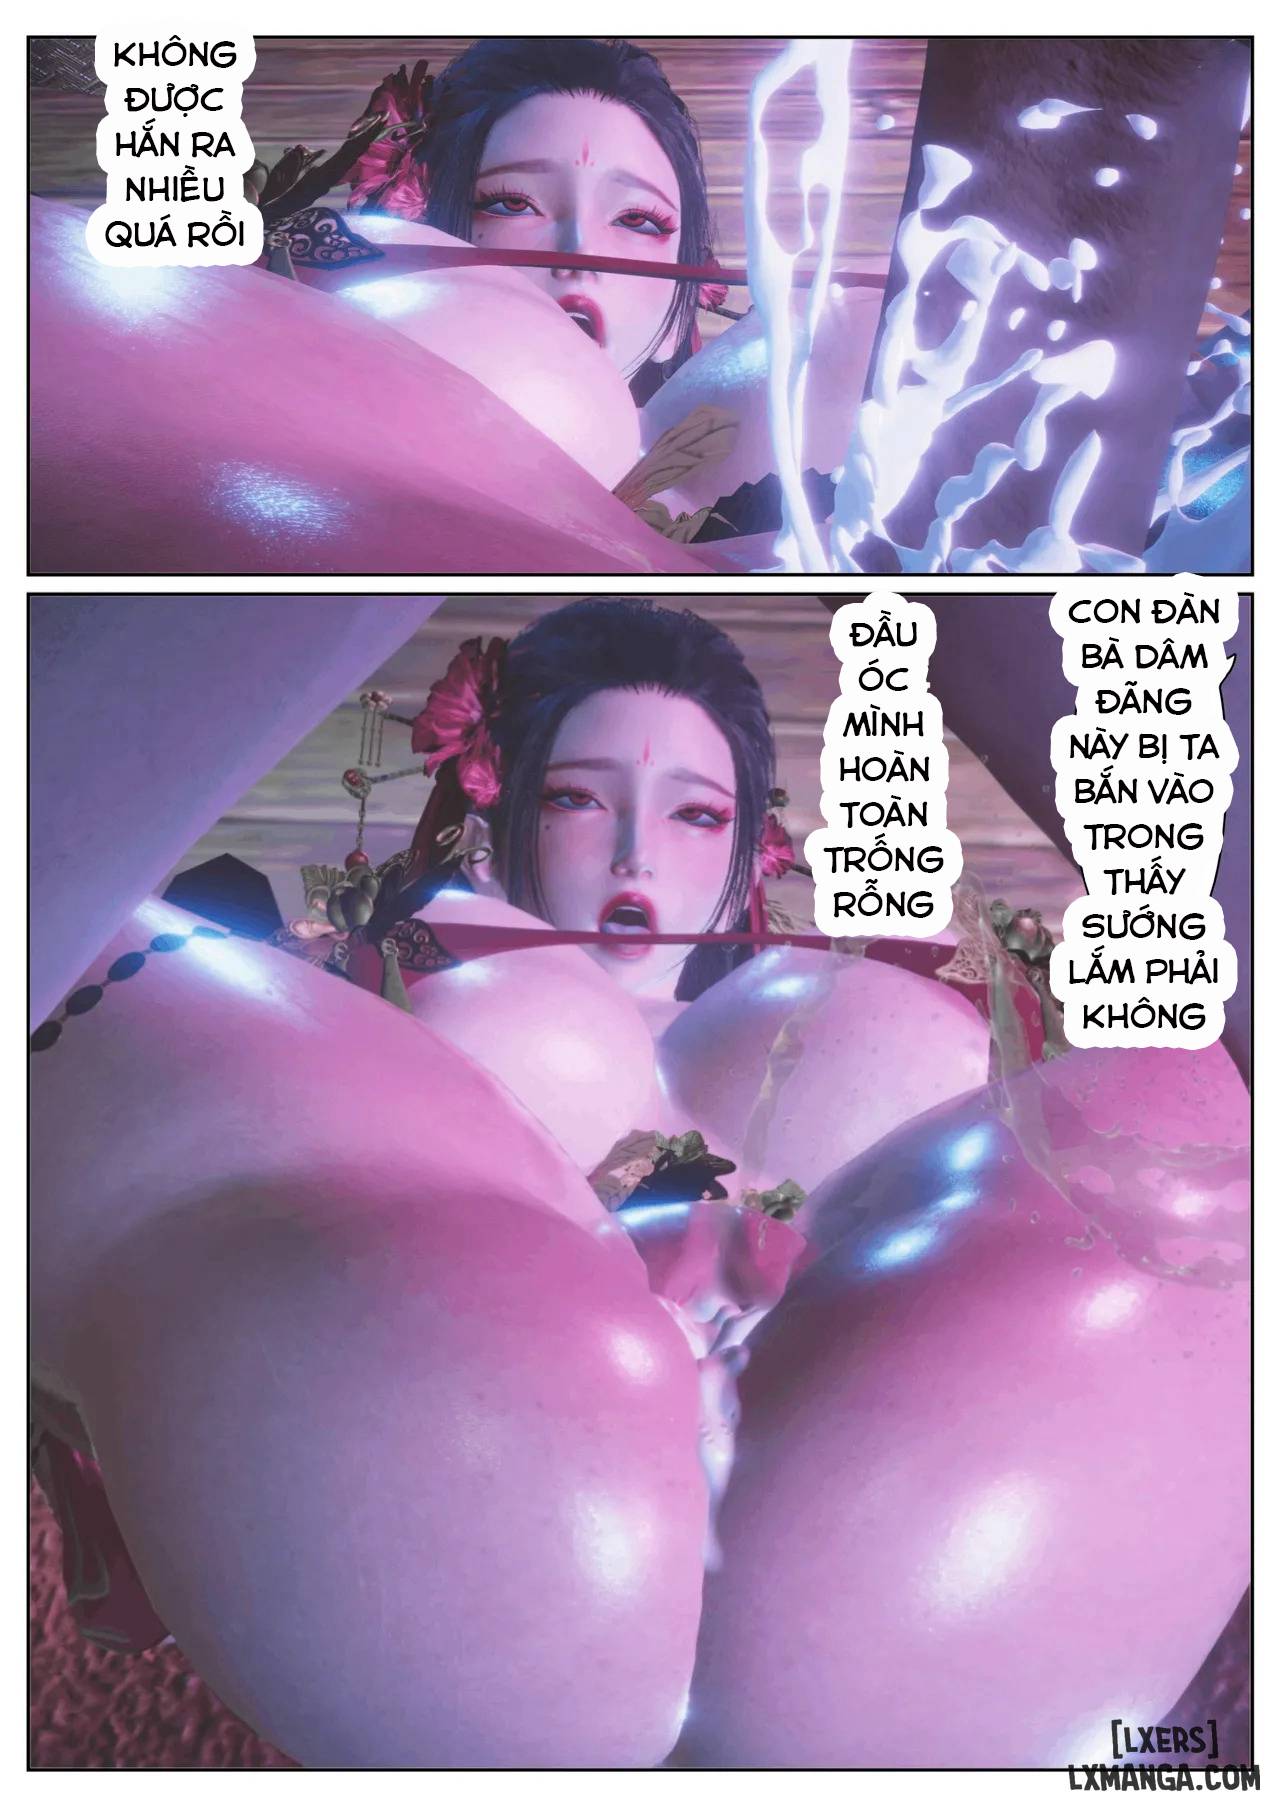 KHÔNG
ĐƯỢC
HẮN RA
NHIỀU
QUÁ RỒI
CON ĐÀN
BÀ DÂM
ĐÃNG
NÀY BỊ TA
BẮN VÀO
TRONG
THẤY
SƯỚNG
LẮM PHẢI
KHÔNG
ĐẦU
ÓC
MÌNH
HOÀN
TOÀN
TRỐNG
RỖNG
[LXERS]
LXMANGA.COM